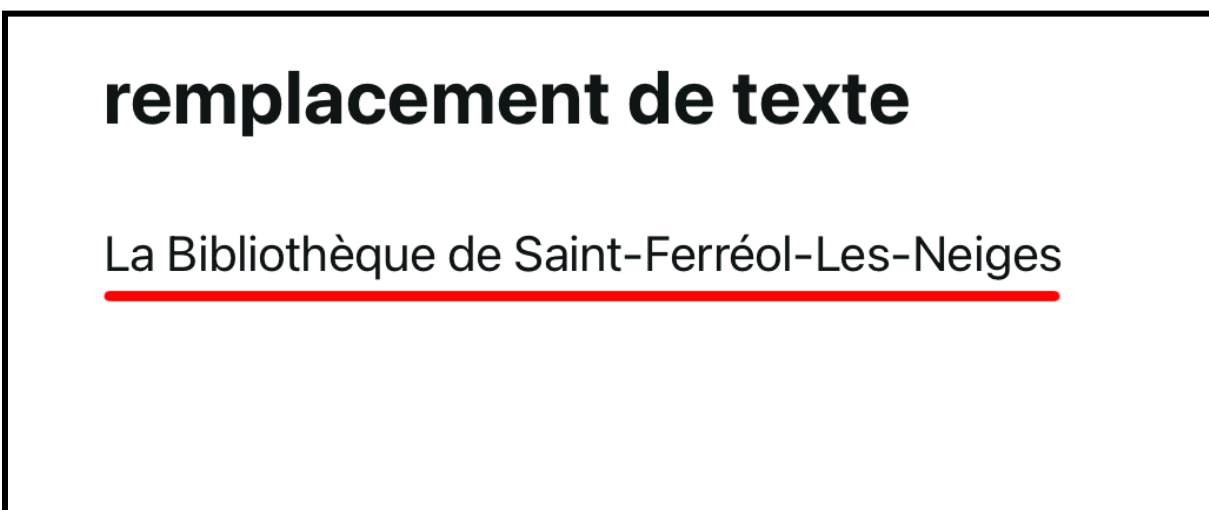 remplacement de texte
La Bibliothèque de Saint-Ferréol-Les-Neiges